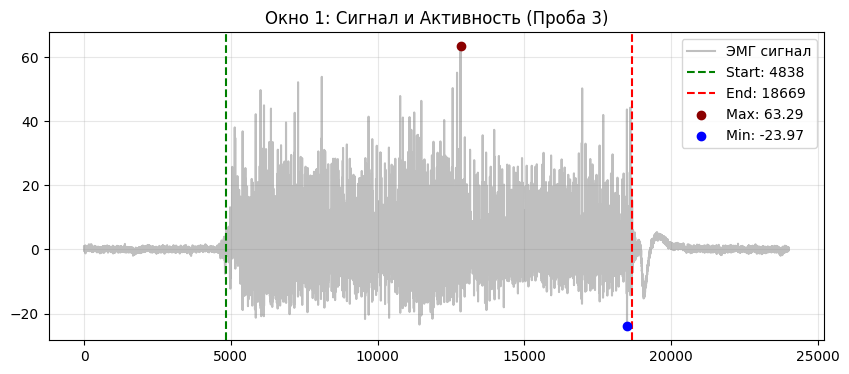 Окно 1: Сигнал и Активность (Проба 3)
ЭМГ сигнал
Start: 4838
End: 18669
Max: 63.29
Min: -23.97
60
40
20
0
−20
0
5000
10000
15000
20000
25000